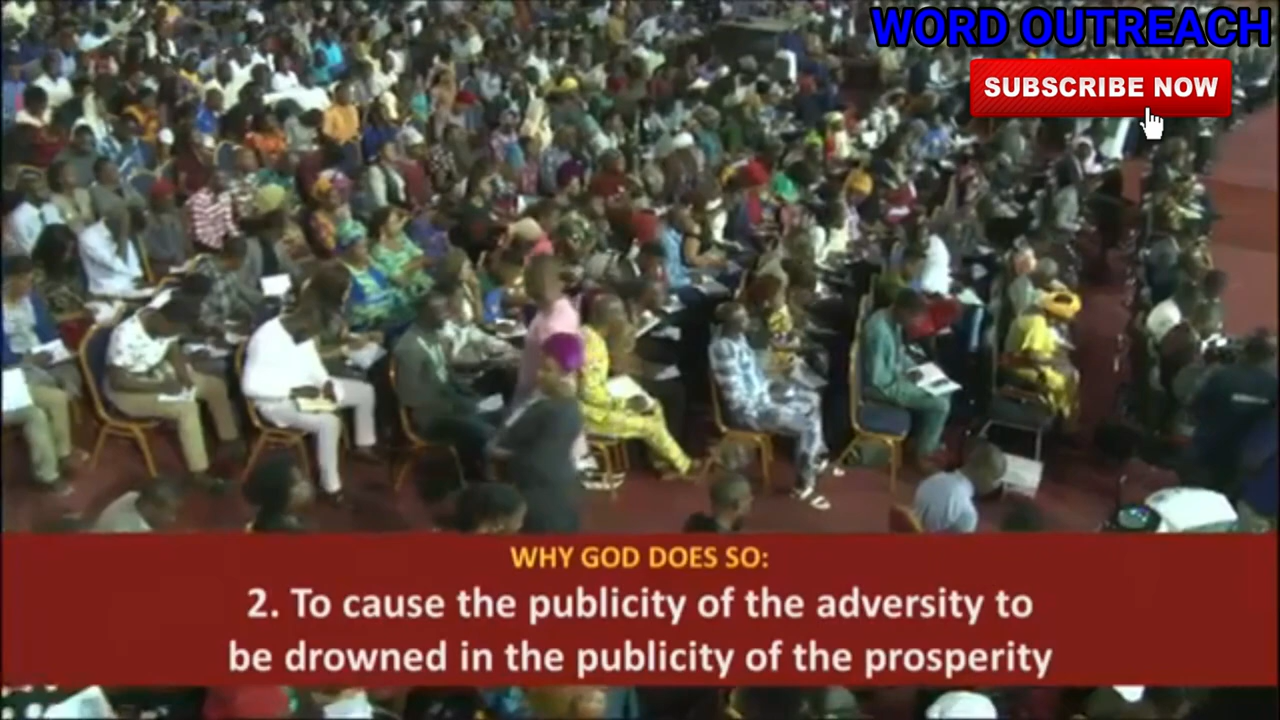 WORD OUTREACH
SUBSCRIBE NOW
WHY GOD DOES SO:
2. To cause the publicity of the adversity to
be drowned in the publicity of the prosperity